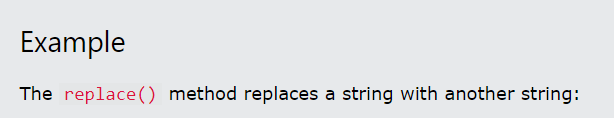 Example
The replace() method replaces a string with another string: